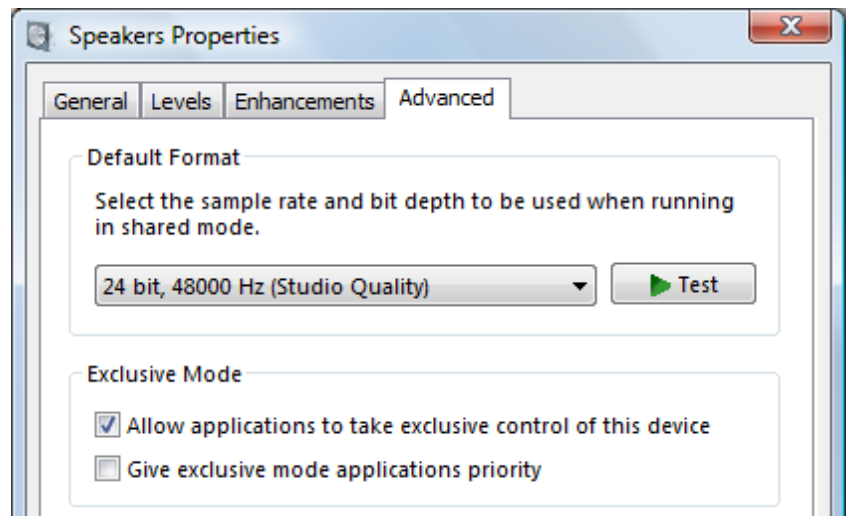 Speakers Properties
General Levels Enhancements Advanced
Default Format
Select the sample rate and bit depth to be used when running
in shared mode.
24 bit, 48000 Hz (Studio Quality) Test
Exclusive Mode
Allow applications to take exclusive control of this device
Give exclusive mode applications priority